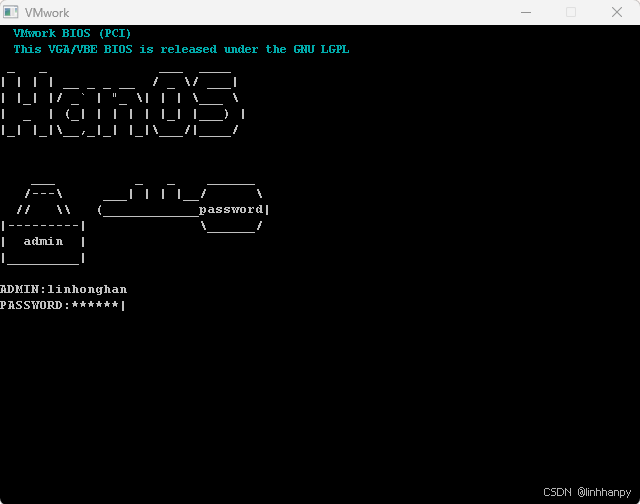 VMwork
VMwork BIOS (PCI)
This VGA/VBE BIOS is released under the GNU LGPL
HanOS
password
admin
ADMIN:linhonghan
PASSWORD:******|
CSDN @linhhanpy